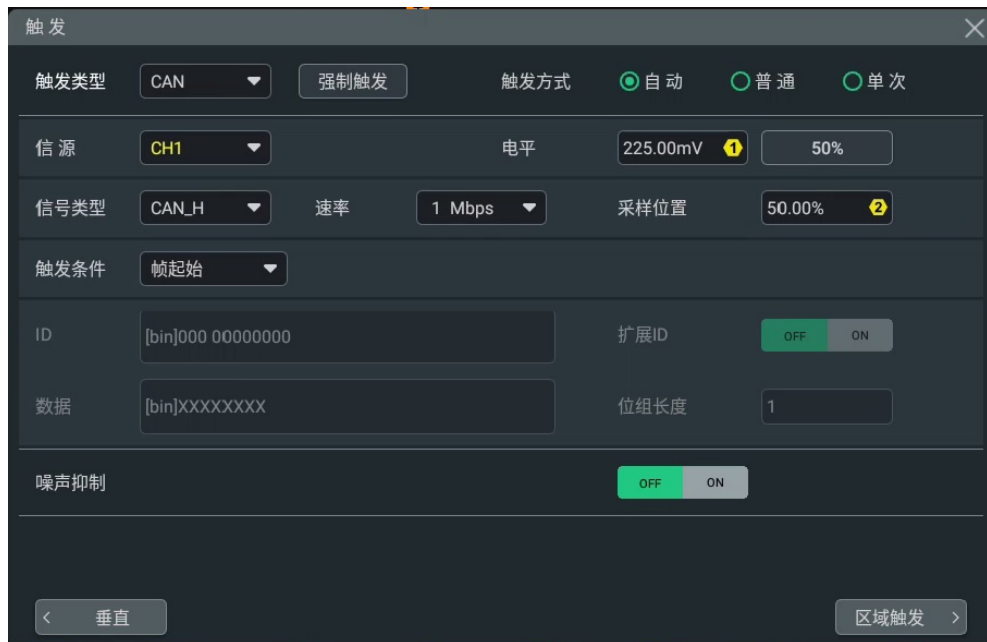 触发
触发类型 CAN 强制触发 触发方式 自动 普通 单次
信源 CH1 电平 225.00mV 1 50%
信号类型 CAN_H 速率 1 Mbps 采样位置 50.00% 2
触发条件 帧起始
ID [bin]000 00000000 扩展ID OFF ON
数据 [bin]XXXXXXXX 位组长度 1
噪声抑制 OFF ON
< 垂直 区域触发 >